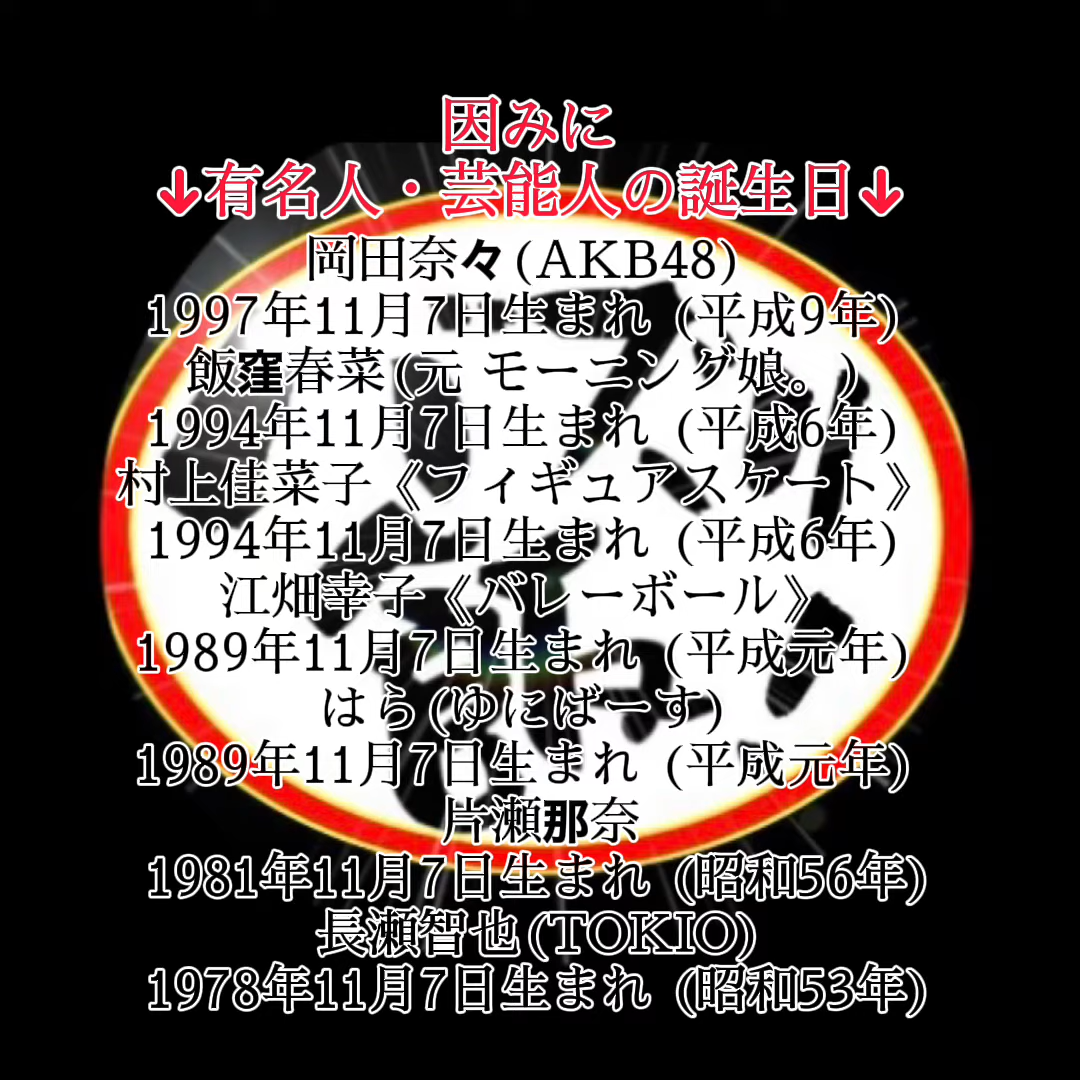 因みに
↓有名人・芸能人の誕生日↓
岡田奈々(AKB48)
1997年11月7日生まれ (平成9年)
飯窪春菜(元 モーニング娘。)
1994年11月7日生まれ (平成6年)
村上佳菜子《フィギュアスケート》
1994年11月7日生まれ (平成6年)
江畑幸子《バレーボール》
1989年11月7日生まれ (平成元年)
はら(ゆにばーす)
1989年11月7日生まれ (平成元年)
片瀬那奈
1981年11月7日生まれ (昭和56年)
長瀬智也(TOKIO)
1978年11月7日生まれ (昭和53年)